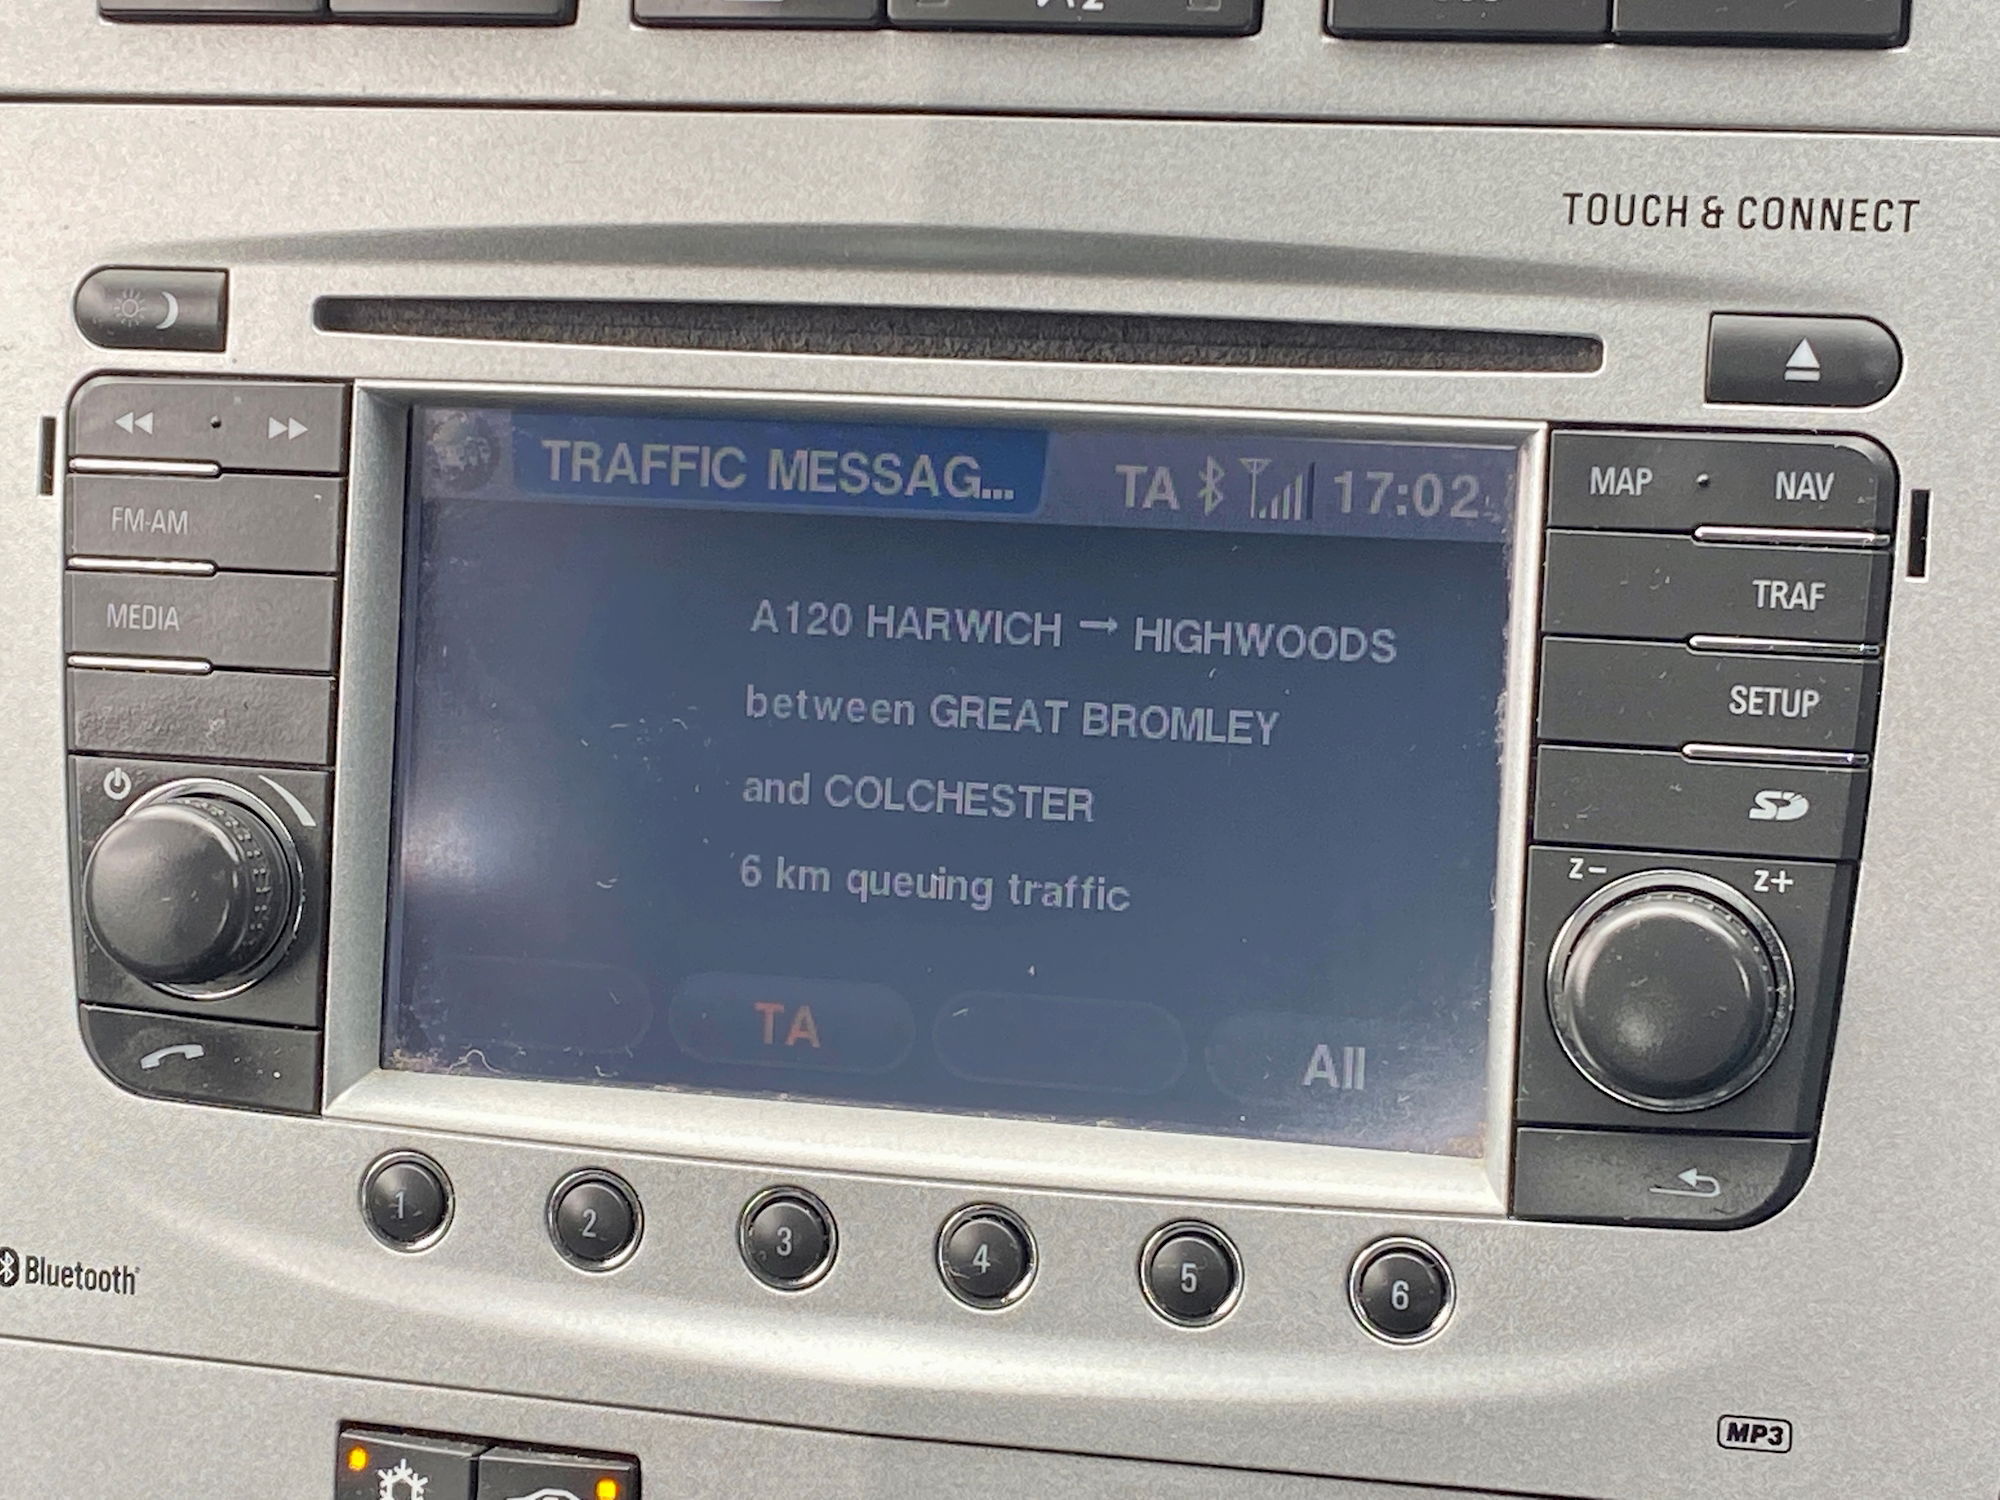 TOUCH & CONNECT
FM-AM
MEDIA
TRAFFIC MESSAG...
TA
17:02
A120 HARWICH → HIGHWOODS
between GREAT BROMLEY
and COLCHESTER
6 km queuing traffic
TA
All
MAP
NAV
TRAF
SETUP
SD
Z-
Z+
1
2
3
4
5
6
Bluetooth
MP3